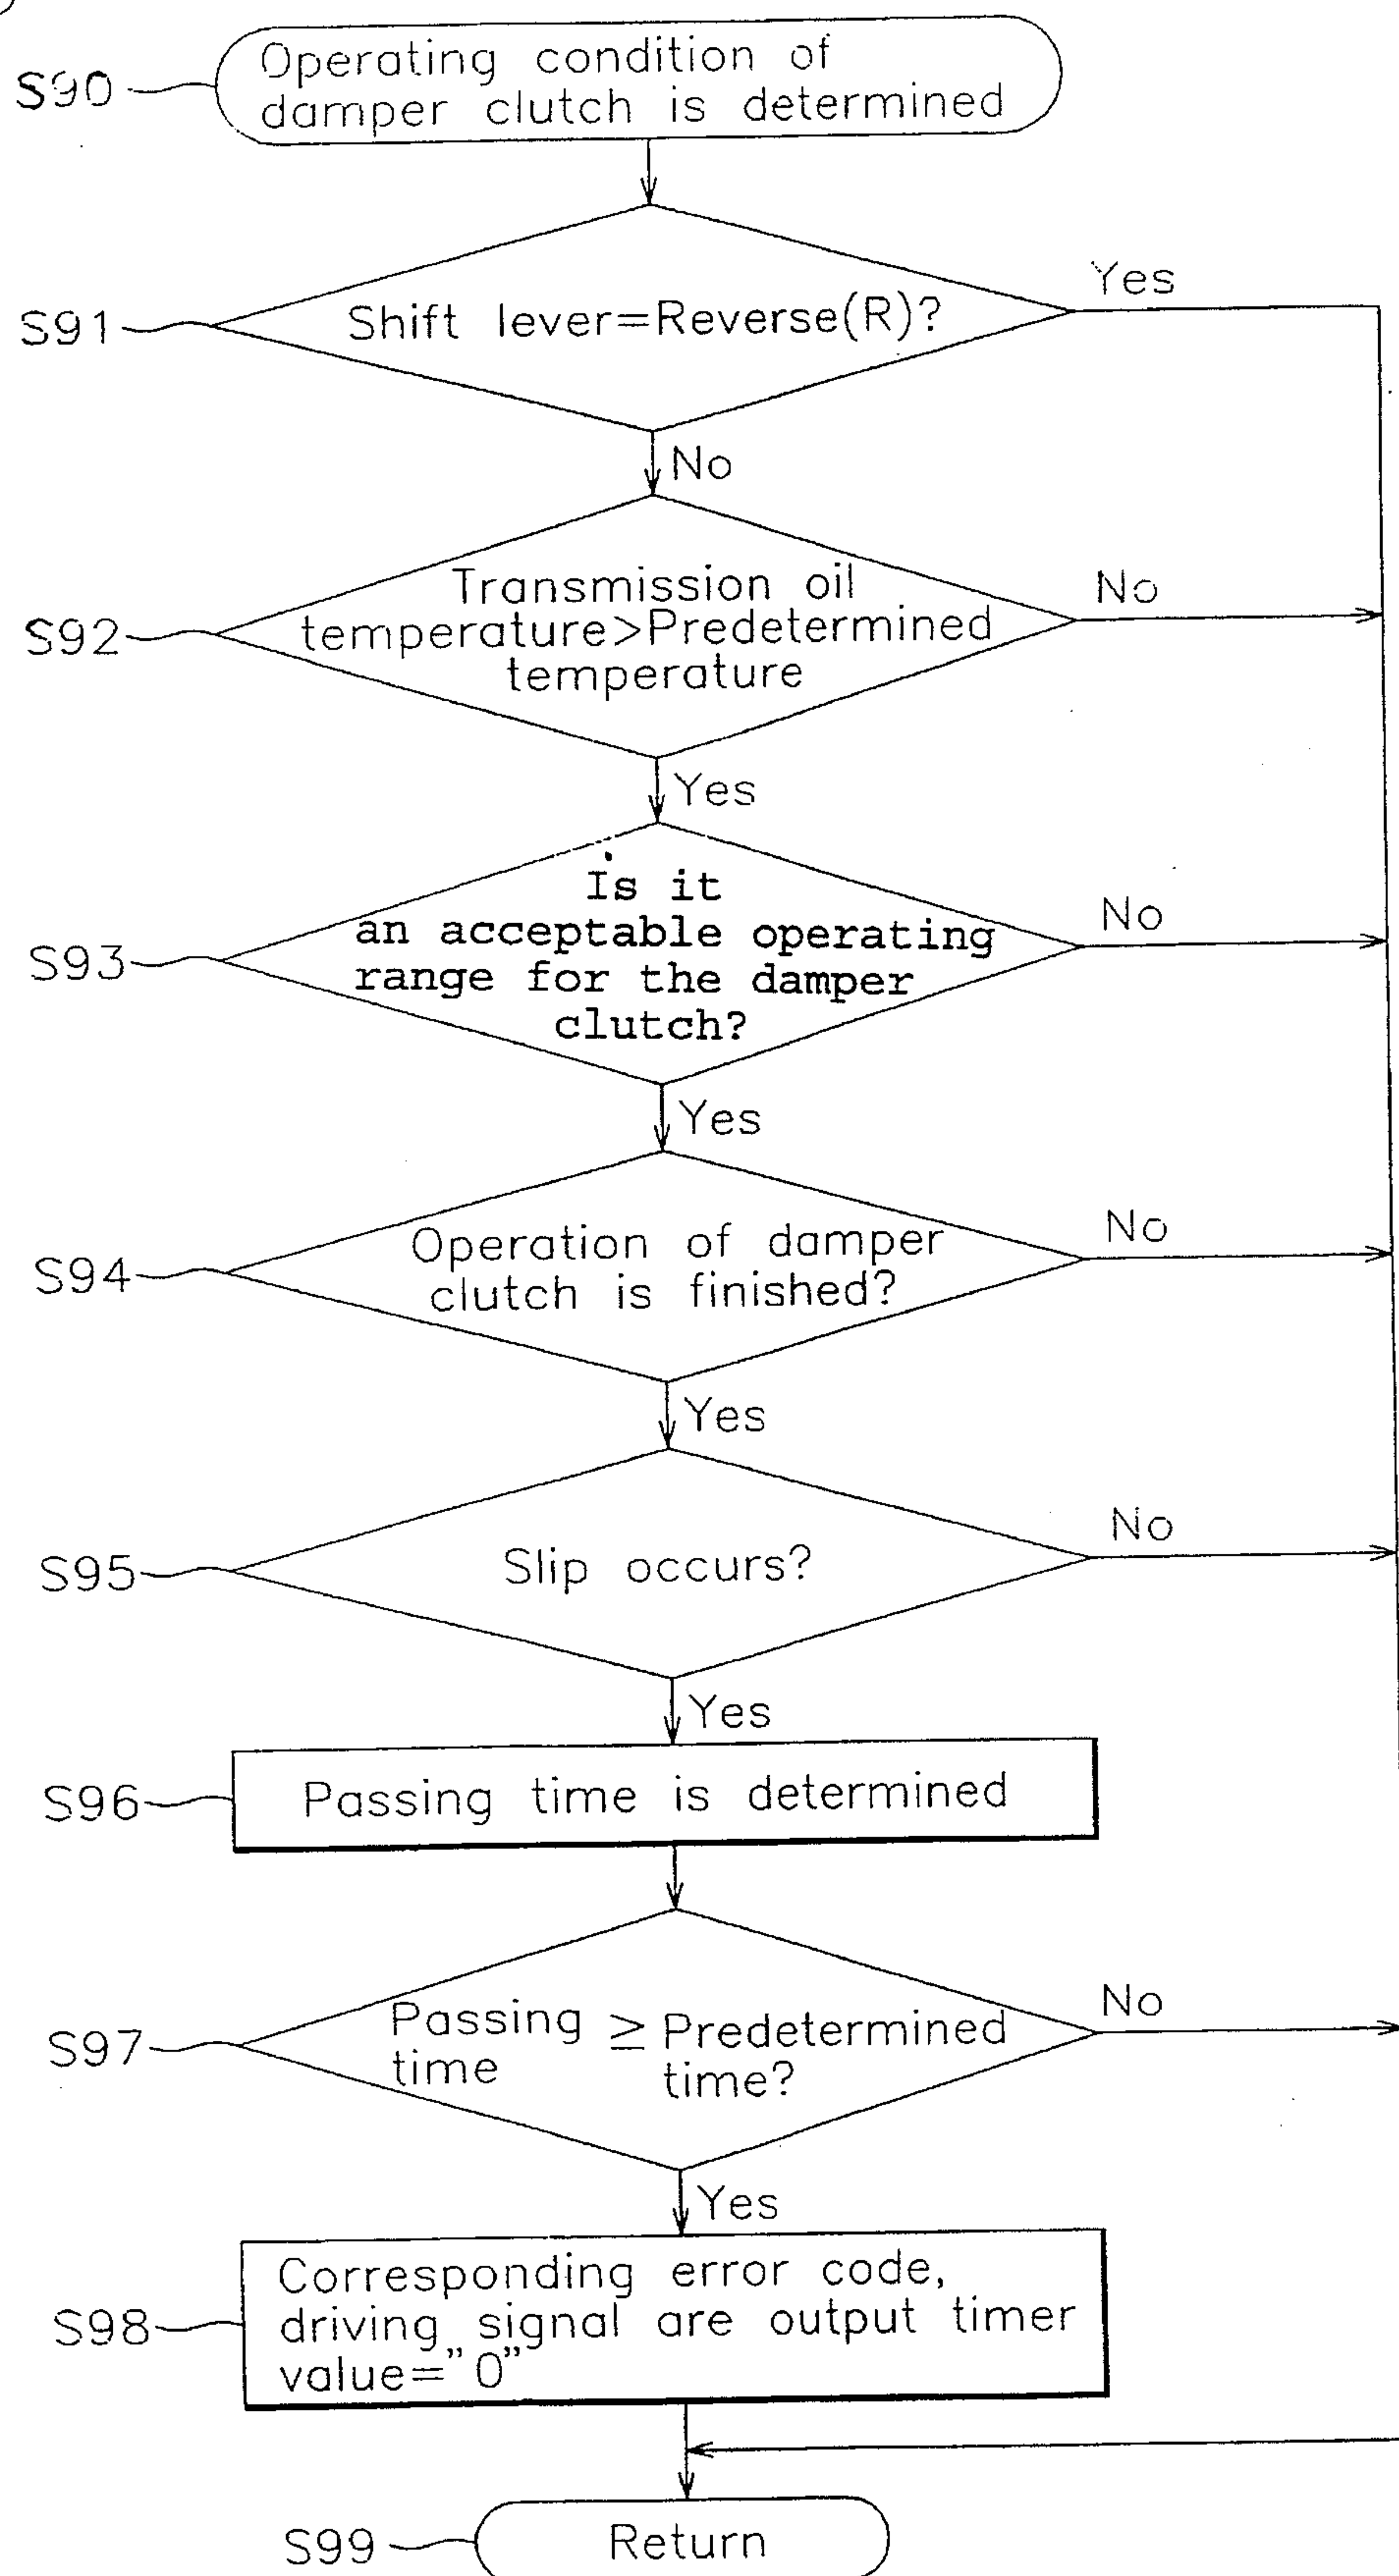 S90
Operating condition of
damper clutch is determined
S91
Shift lever=Reverse(R)?
Yes
No
S92
Transmission oil
temperature>Predetermined
temperature
No
Yes
S93
Is it
an acceptable operating
range for the damper
clutch?
No
Yes
S94
Operation of damper
clutch is finished?
No
Yes
S95
Slip occurs?
No
Yes
S96
Passing time is determined
S97
Passing ≥ Predetermined
time time?
No
Yes
S98
Corresponding error code,
driving signal are output timer
value="0"
S99
Return